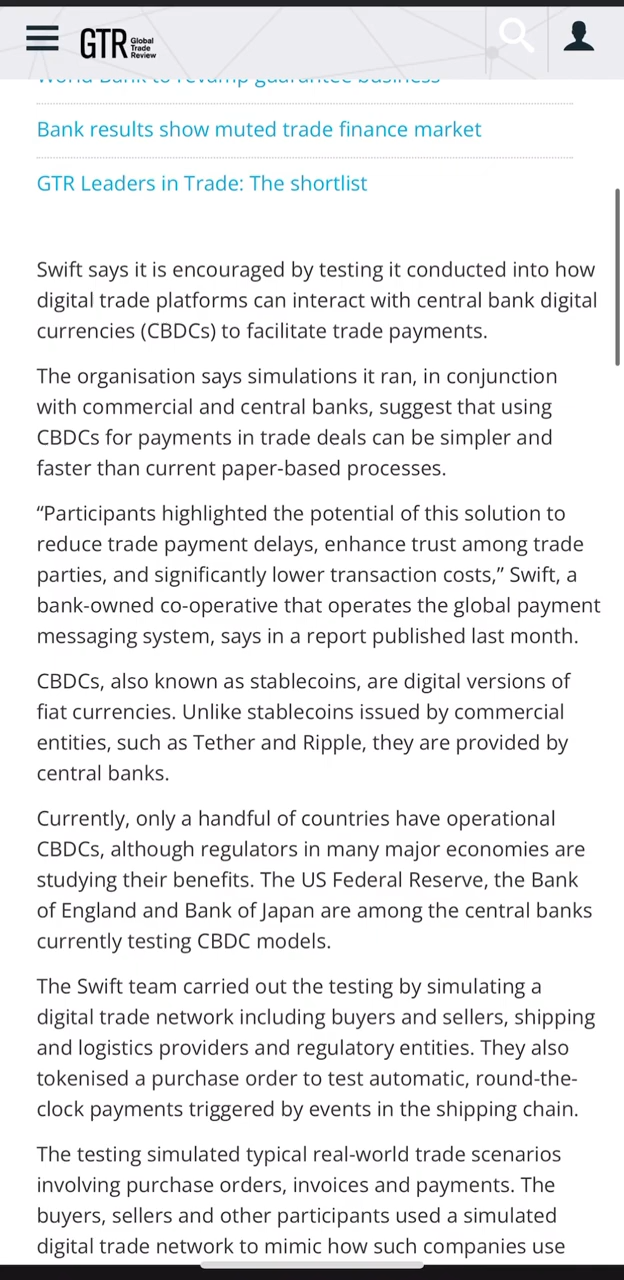 GTR Global
Trade
Review
World Bank to revamp guarantee business
Bank results show muted trade finance market
GTR Leaders in Trade: The shortlist
Swift says it is encouraged by testing it conducted into how
digital trade platforms can interact with central bank digital
currencies (CBDCs) to facilitate trade payments.
The organisation says simulations it ran, in conjunction
with commercial and central banks, suggest that using
CBDCs for payments in trade deals can be simpler and
faster than current paper-based processes.
“Participants highlighted the potential of this solution to
reduce trade payment delays, enhance trust among trade
parties, and significantly lower transaction costs,” Swift, a
bank-owned co-operative that operates the global payment
messaging system, says in a report published last month.
CBDCs, also known as stablecoins, are digital versions of
fiat currencies. Unlike stablecoins issued by commercial
entities, such as Tether and Ripple, they are provided by
central banks.
Currently, only a handful of countries have operational
CBDCs, although regulators in many major economies are
studying their benefits. The US Federal Reserve, the Bank
of England and Bank of Japan are among the central banks
currently testing CBDC models.
The Swift team carried out the testing by simulating a
digital trade network including buyers and sellers, shipping
and logistics providers and regulatory entities. They also
tokenised a purchase order to test automatic, round-the-
clock payments triggered by events in the shipping chain.
The testing simulated typical real-world trade scenarios
involving purchase orders, invoices and payments. The
buyers, sellers and other participants used a simulated
digital trade network to mimic how such companies use